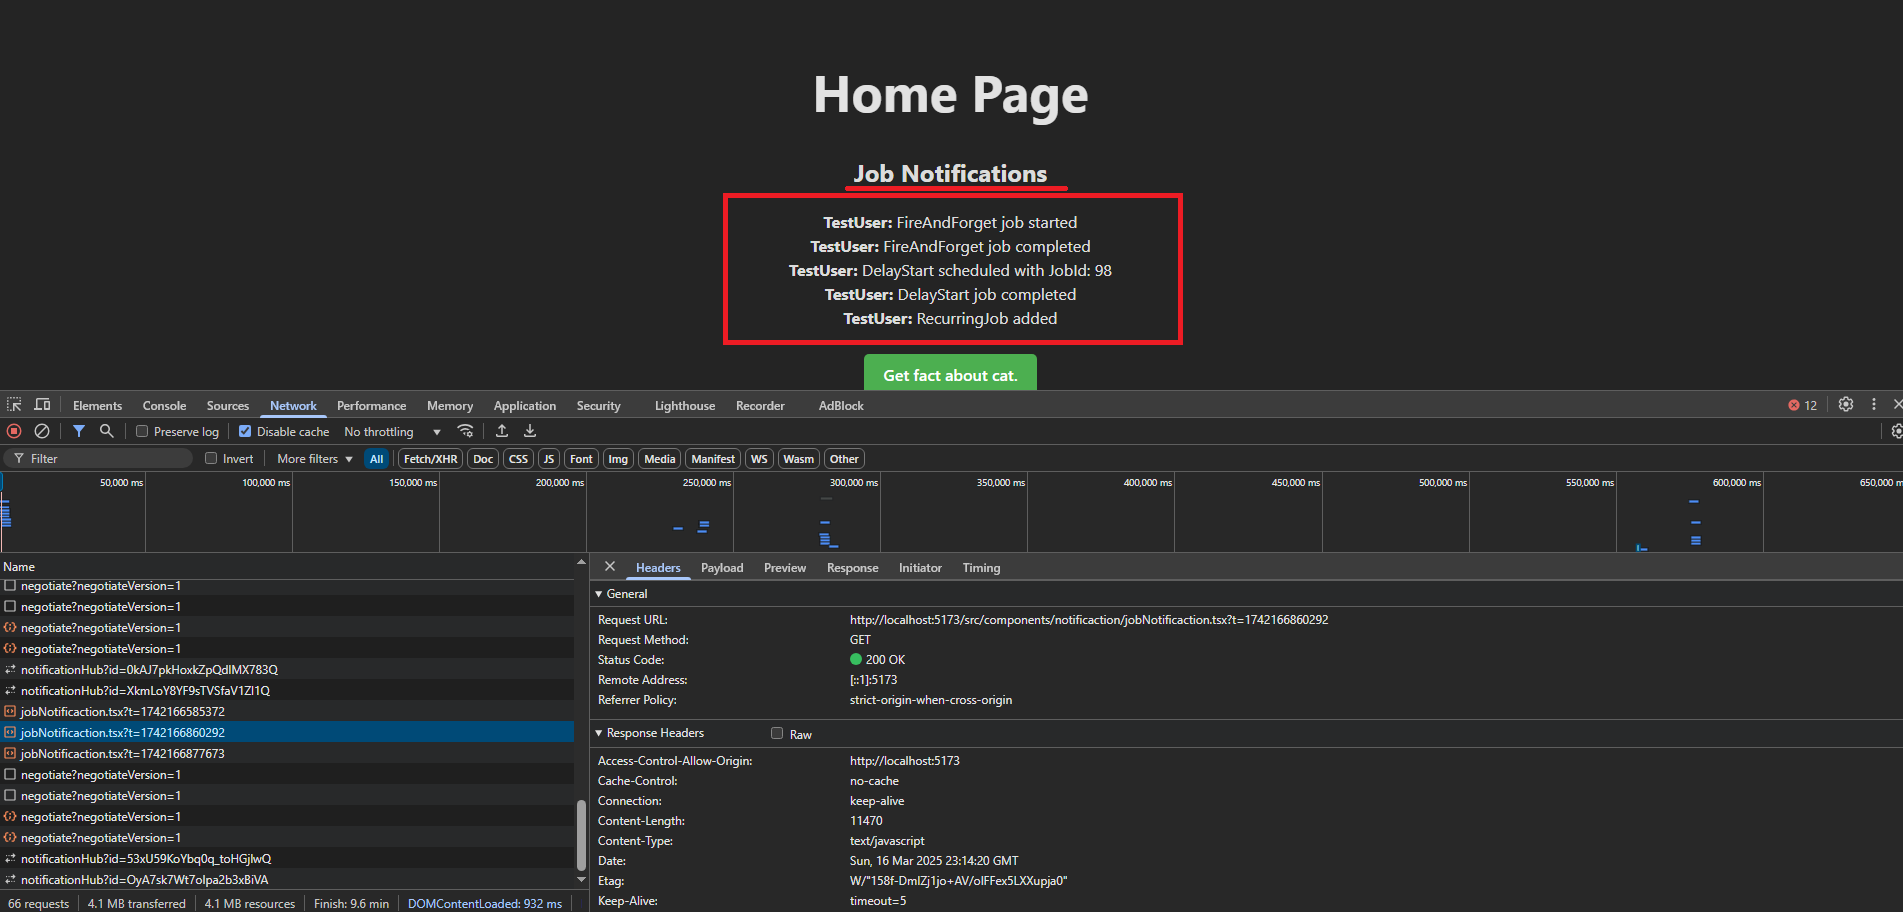 Home Page
Job Notifications
TestUser: FireAndForget job started
TestUser: FireAndForget job completed
TestUser: DelayStart scheduled with JobId: 98
TestUser: DelayStart job completed
TestUser: RecurringJob added
Get fact about cat.
Elements Console Sources Network Performance Memory Application Security Lighthouse Recorder AdBlock 12
Preserve log Disable cache No throttling
Filter Invert More filters All Fetch/XHR Doc CSS JS Font Img Media Manifest WS Wasm Other
50,000 ms 100,000 ms 150,000 ms 200,000 ms 250,000 ms 300,000 ms 350,000 ms 400,000 ms 450,000 ms 500,000 ms 550,000 ms 600,000 ms 650,000 m
Name
negotiate?negotiateVersion=1
negotiate?negotiateVersion=1
negotiate?negotiateVersion=1
negotiate?negotiateVersion=1
notificationHub?id=0kAJ7pkHoxkZpQdlMX783Q
notificationHub?id=XkmLoY8YF9sTVSfaV1ZI1Q
jobNotificaction.tsx?t=1742166585372
jobNotificaction.tsx?t=1742166860292
jobNotificaction.tsx?t=1742166877673
negotiate?negotiateVersion=1
negotiate?negotiateVersion=1
negotiate?negotiateVersion=1
negotiate?negotiateVersion=1
notificationHub?id=53xU59KoYbq0q_toHGjlwQ
notificationHub?id=OyA7sk7Wt7oIpa2b3xBiVA
66 requests 4.1 MB transferred 4.1 MB resources Finish: 9.6 min DOMContentLoaded: 932 ms
Headers Payload Preview Response Initiator Timing
General
Request URL: http://localhost:5173/src/components/notificaction/jobNotificaction.tsx?t=1742166860292
Request Method: GET
Status Code: 200 OK
Remote Address: [::1]:5173
Referrer Policy: strict-origin-when-cross-origin
Response Headers Raw
Access-Control-Allow-Origin: http://localhost:5173
Cache-Control: no-cache
Connection: keep-alive
Content-Length: 11470
Content-Type: text/javascript
Date: Sun, 16 Mar 2025 23:14:20 GMT
Etag: W/"158f-DmlZj1jo+AV/olFFex5LXXupja0"
Keep-Alive: timeout=5